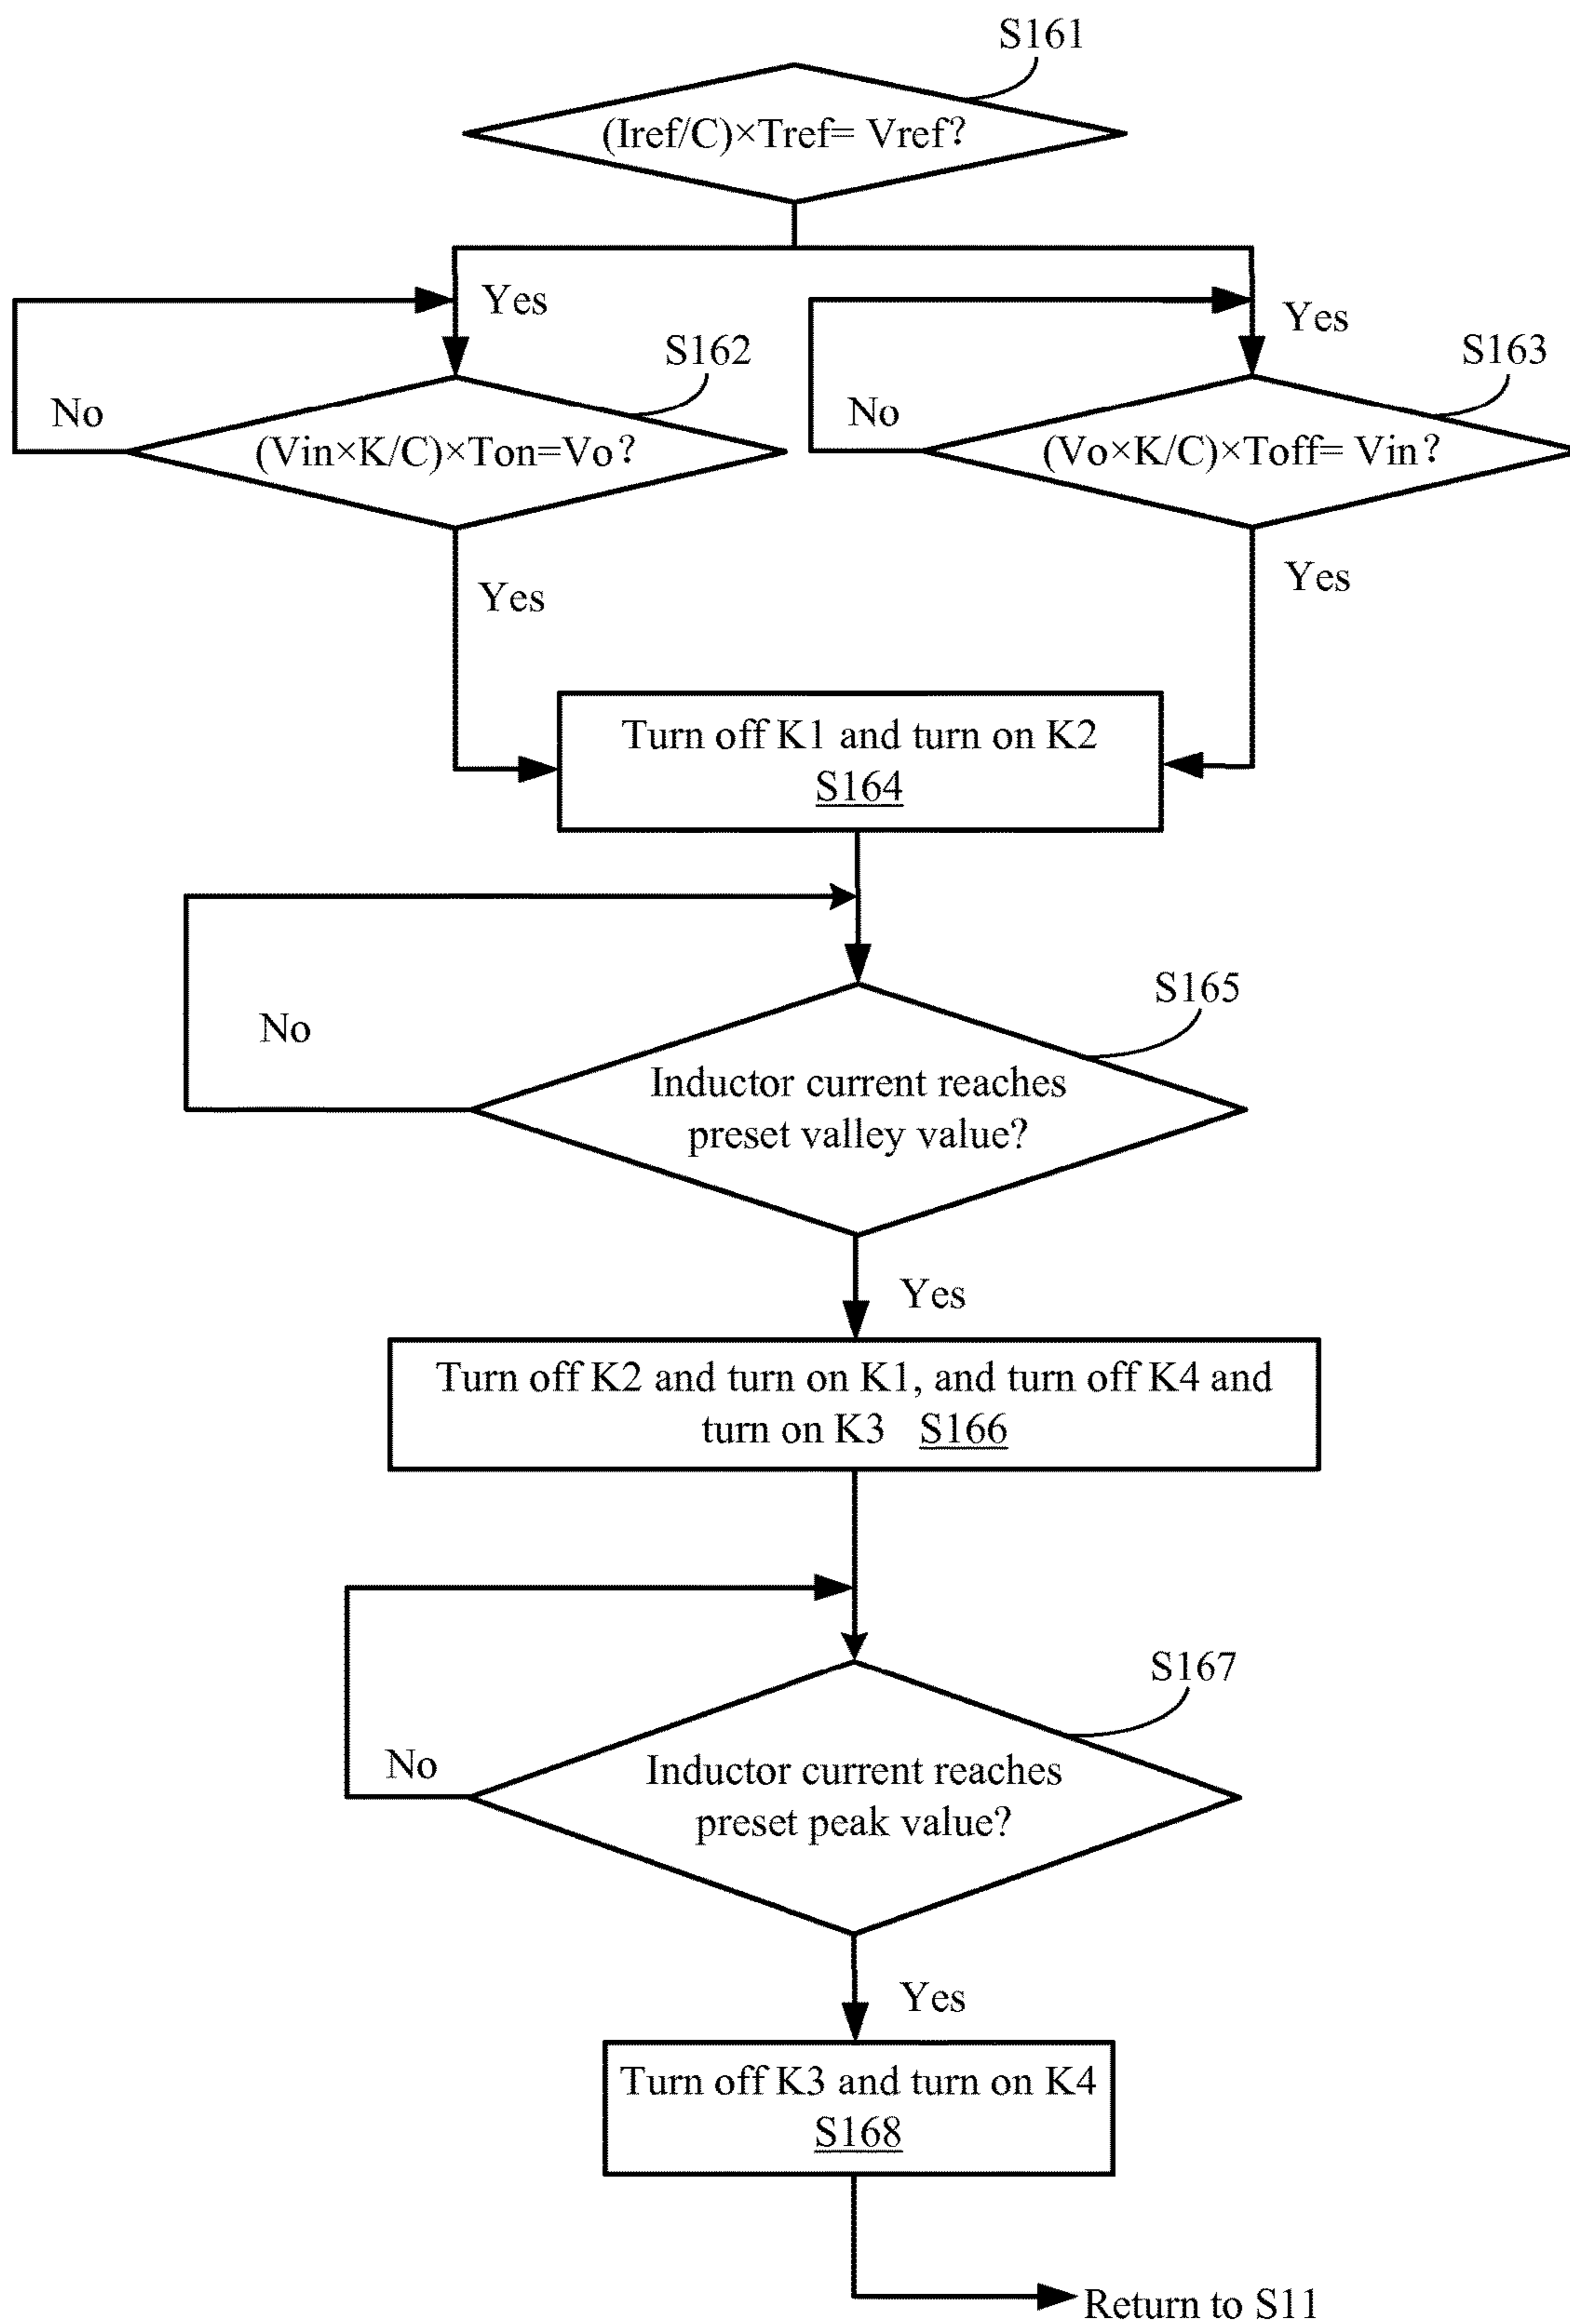 S161
(Iref/C)×Tref= Vref?
Yes
Yes
S162
S163
No
No
(Vin×K/C)×Ton=Vo?
(Vo×K/C)×Toff= Vin?
Yes
Yes
Turn off K1 and turn on K2
S164
S165
No
Inductor current reaches
preset valley value?
Yes
Turn off K2 and turn on K1, and turn off K4 and
turn on K3 S166
S167
No
Inductor current reaches
preset peak value?
Yes
Turn off K3 and turn on K4
S168
Return to S11